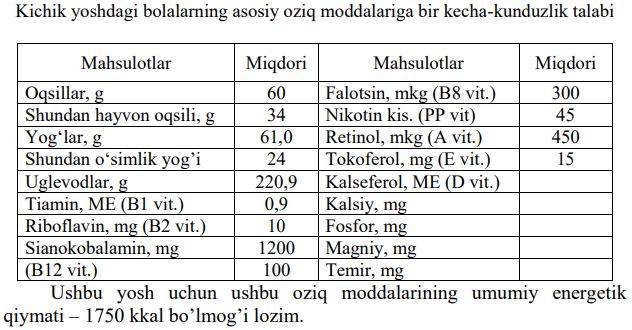 Kichik yoshdagi bolalarning asosiy oziq moddalariga bir kecha-kunduzlik talabi
Mahsulotlar Miqdori Mahsulotlar Miqdori
Oqsillar, g 60 Falotsin, mkg (B8 vit.) 300
Shundan hayvon oqsili, g 34 Nikotin kis. (PP vit) 45
Yog‘lar, g 61,0 Retinol, mkg (A vit.) 450
Shundan o‘simlik yog’i 24 Tokoferol, mg (E vit.) 15
Uglevodlar, g 220,9 Kalseferol, ME (D vit.)
Tiamin, ME (B1 vit.) 0,9 Kalsiy, mg
Riboflavin, mg (B2 vit.) 10 Fosfor, mg
Sianokobalamin, mg 1200 Magniy, mg
(B12 vit.) 100 Temir, mg
Ushbu yosh uchun ushbu oziq moddalarining umumiy energetik
qiymati – 1750 kkal bo’lmog’i lozim.